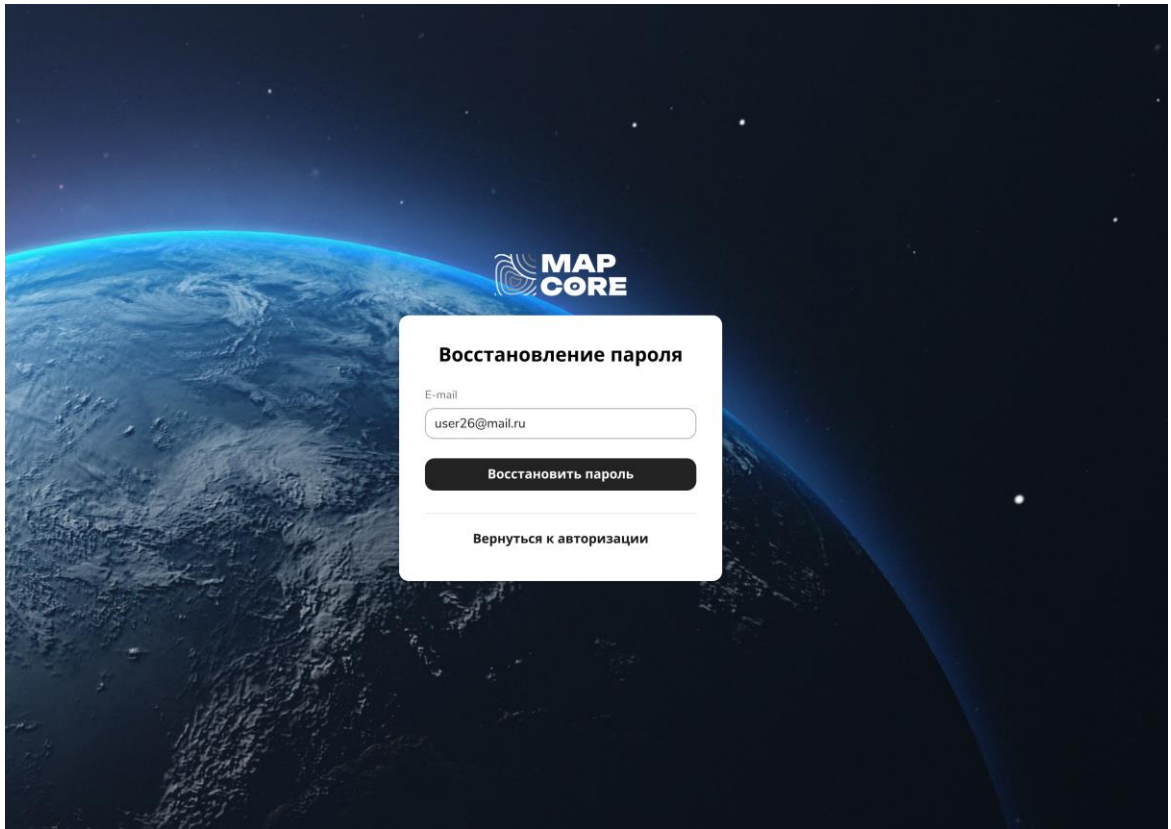 MAP
CORE
Восстановление пароля
E-mail
user26@mail.ru
Восстановить пароль
Вернуться к авторизации